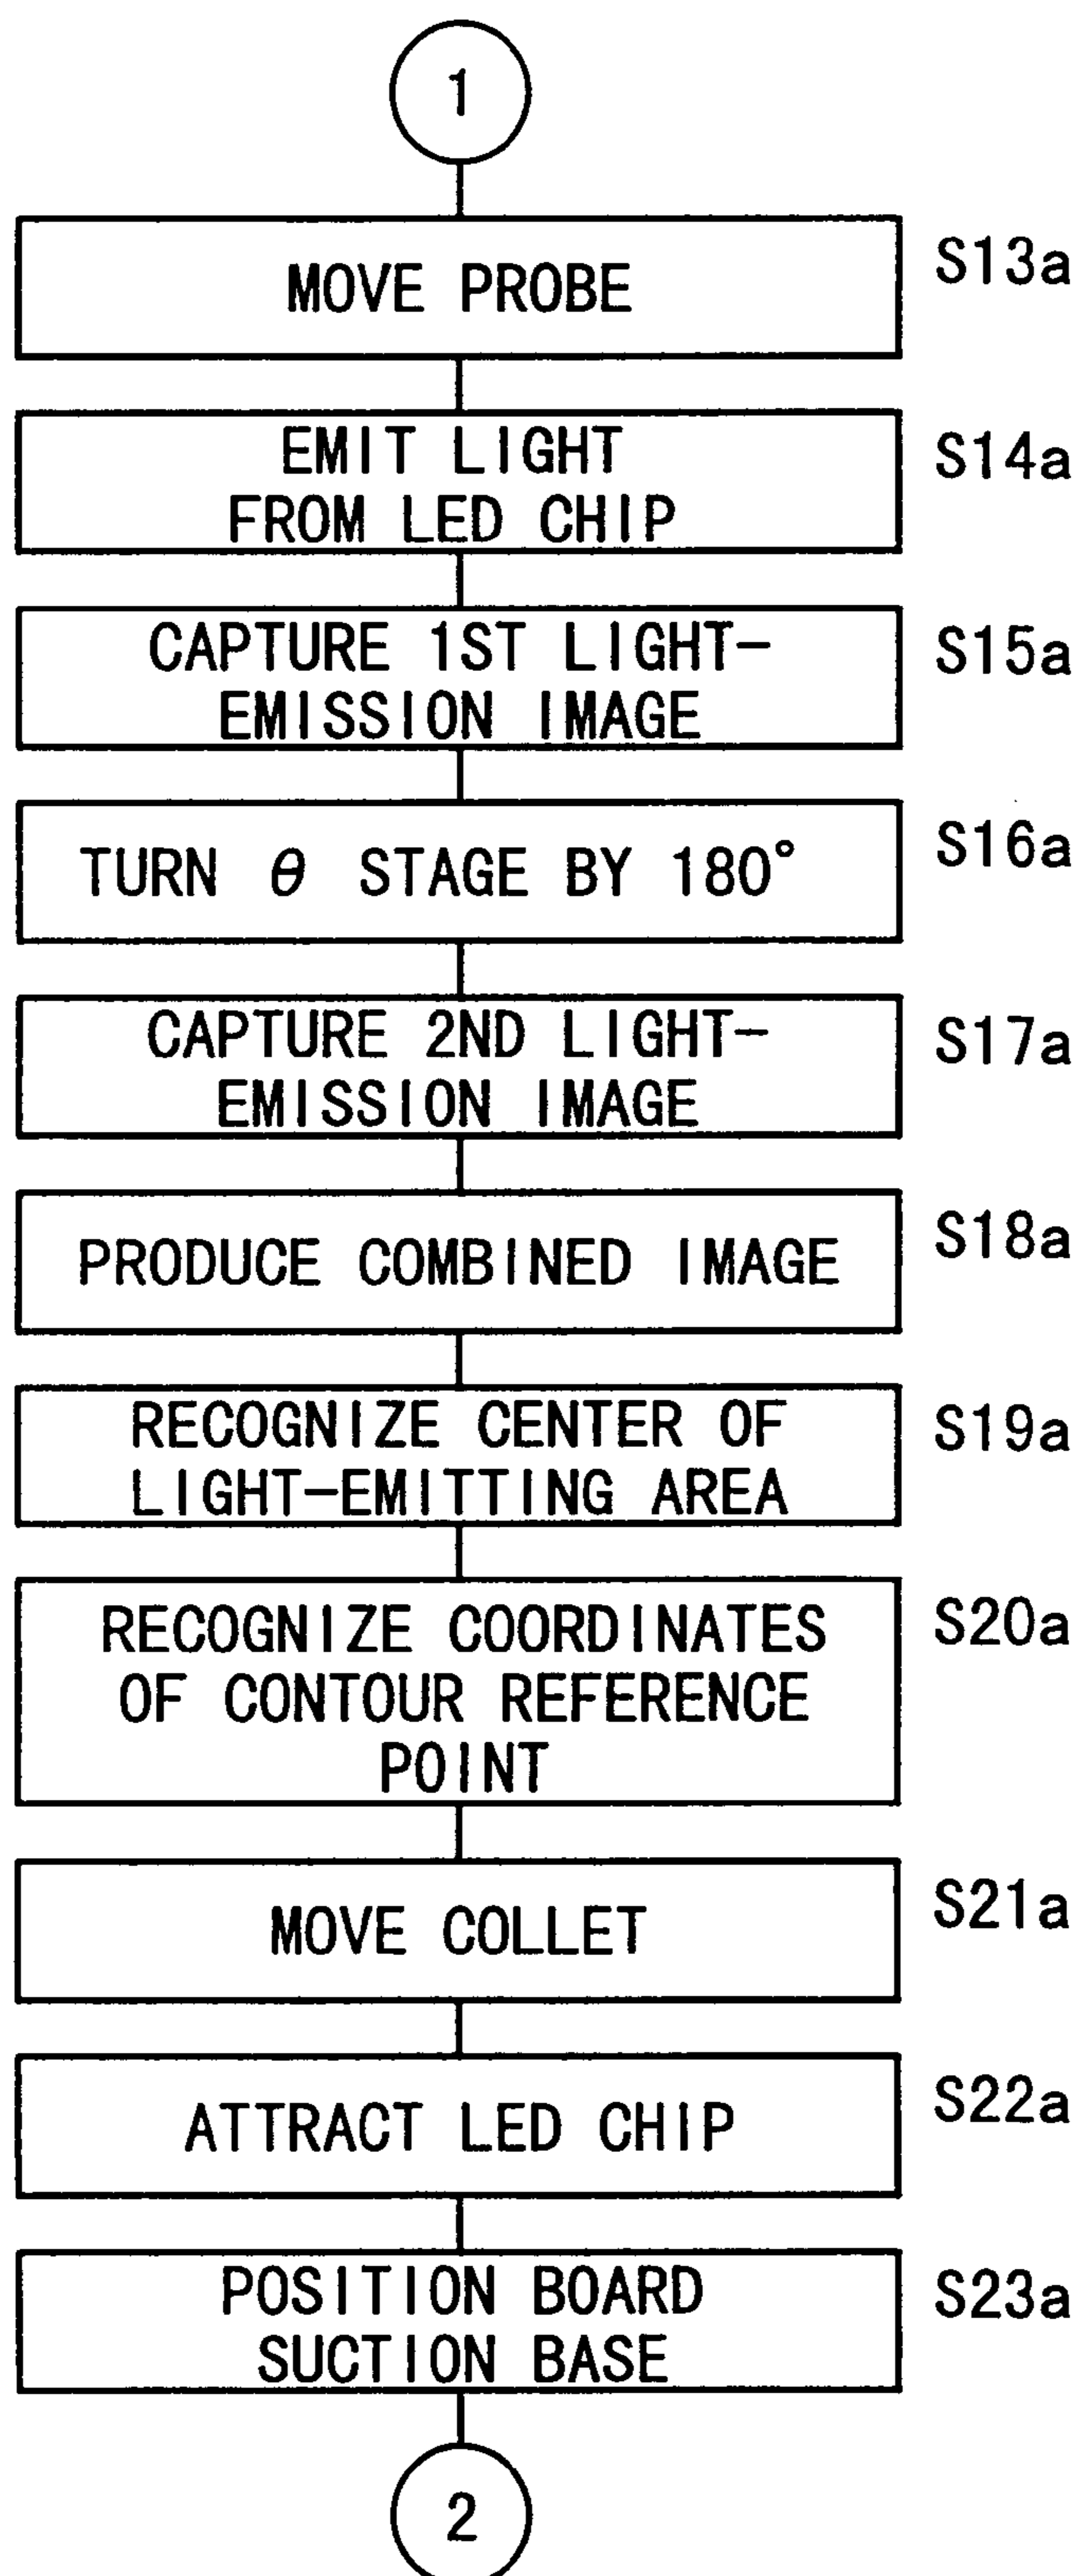 1
MOVE PROBE
S13a
EMIT LIGHT
FROM LED CHIP
S14a
CAPTURE 1ST LIGHT-
EMISSION IMAGE
S15a
TURN θ STAGE BY 180°
S16a
CAPTURE 2ND LIGHT-
EMISSION IMAGE
S17a
PRODUCE COMBINED IMAGE
S18a
RECOGNIZE CENTER OF
LIGHT-EMITTING AREA
S19a
RECOGNIZE COORDINATES
OF CONTOUR REFERENCE
POINT
S20a
MOVE COLLET
S21a
ATTRACT LED CHIP
S22a
POSITION BOARD
SUCTION BASE
S23a
2